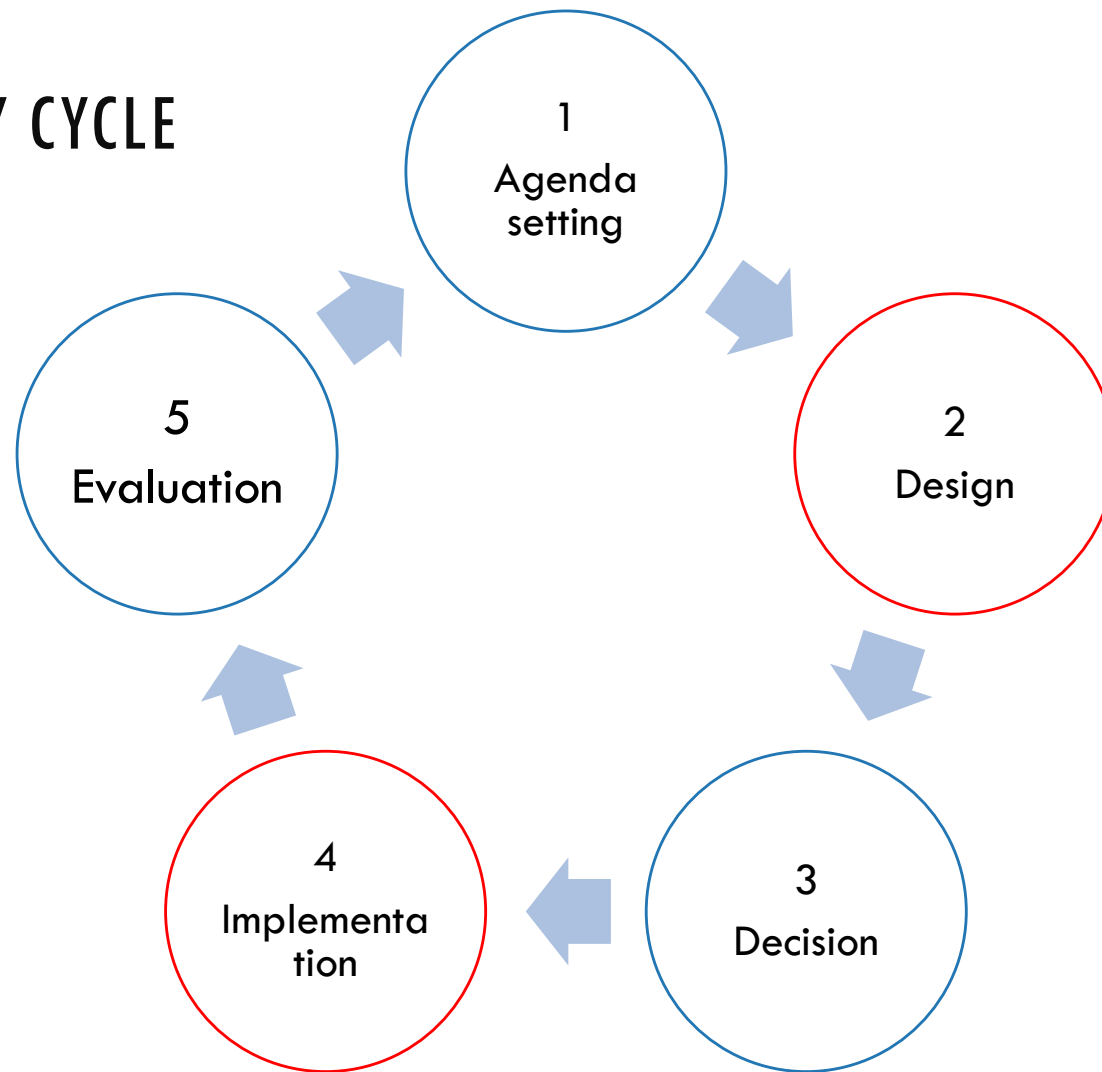 Y CYCLE
1
Agenda
setting
2
Design
3
Decision
4
Implementa
tion
5
Evaluation